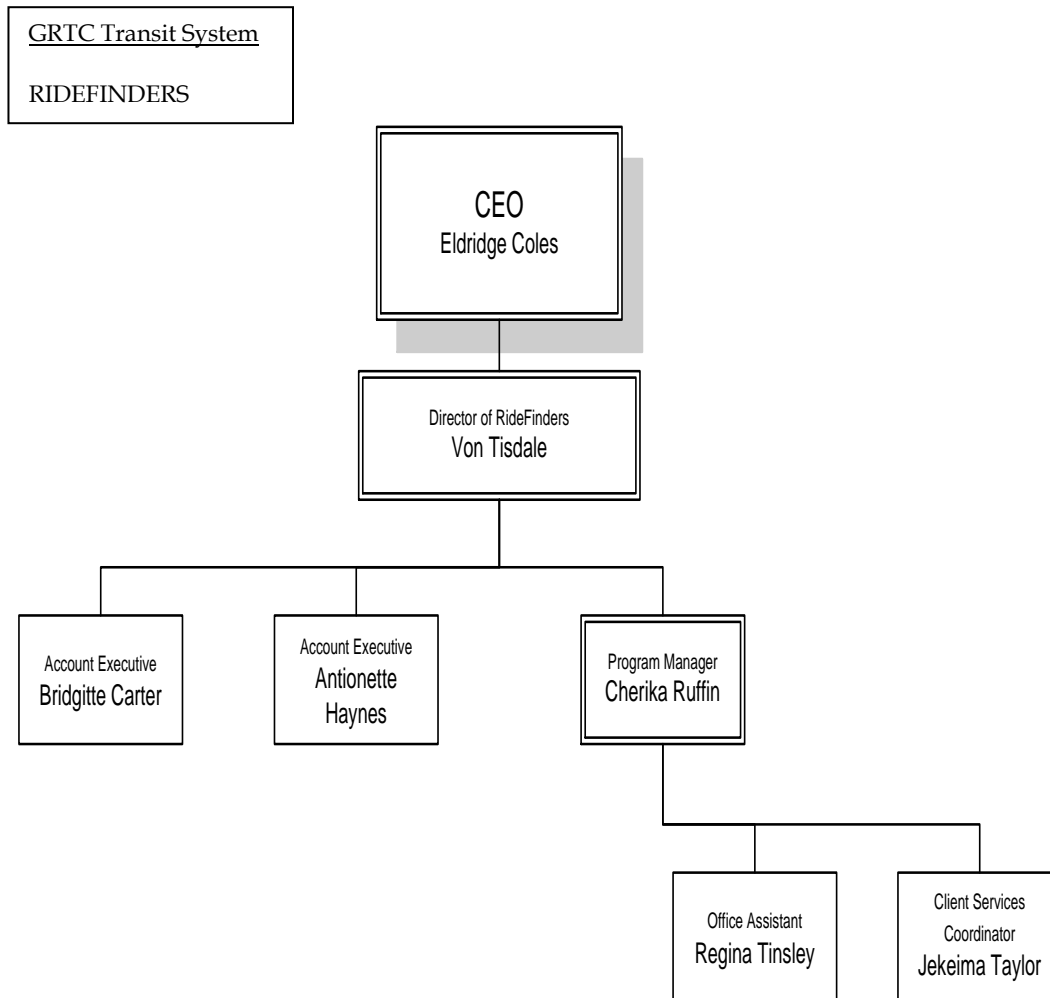 GRTC Transit System
RIDEFINDERS
CEO
Eldridge Coles
Director of RideFinders
Von Tisdale
Account Executive
Bridgitte Carter
Account Executive
Antionette
Haynes
Program Manager
Cherika Ruffin
Office Assistant
Regina Tinsley
Client Services
Coordinator
Jekeima Taylor